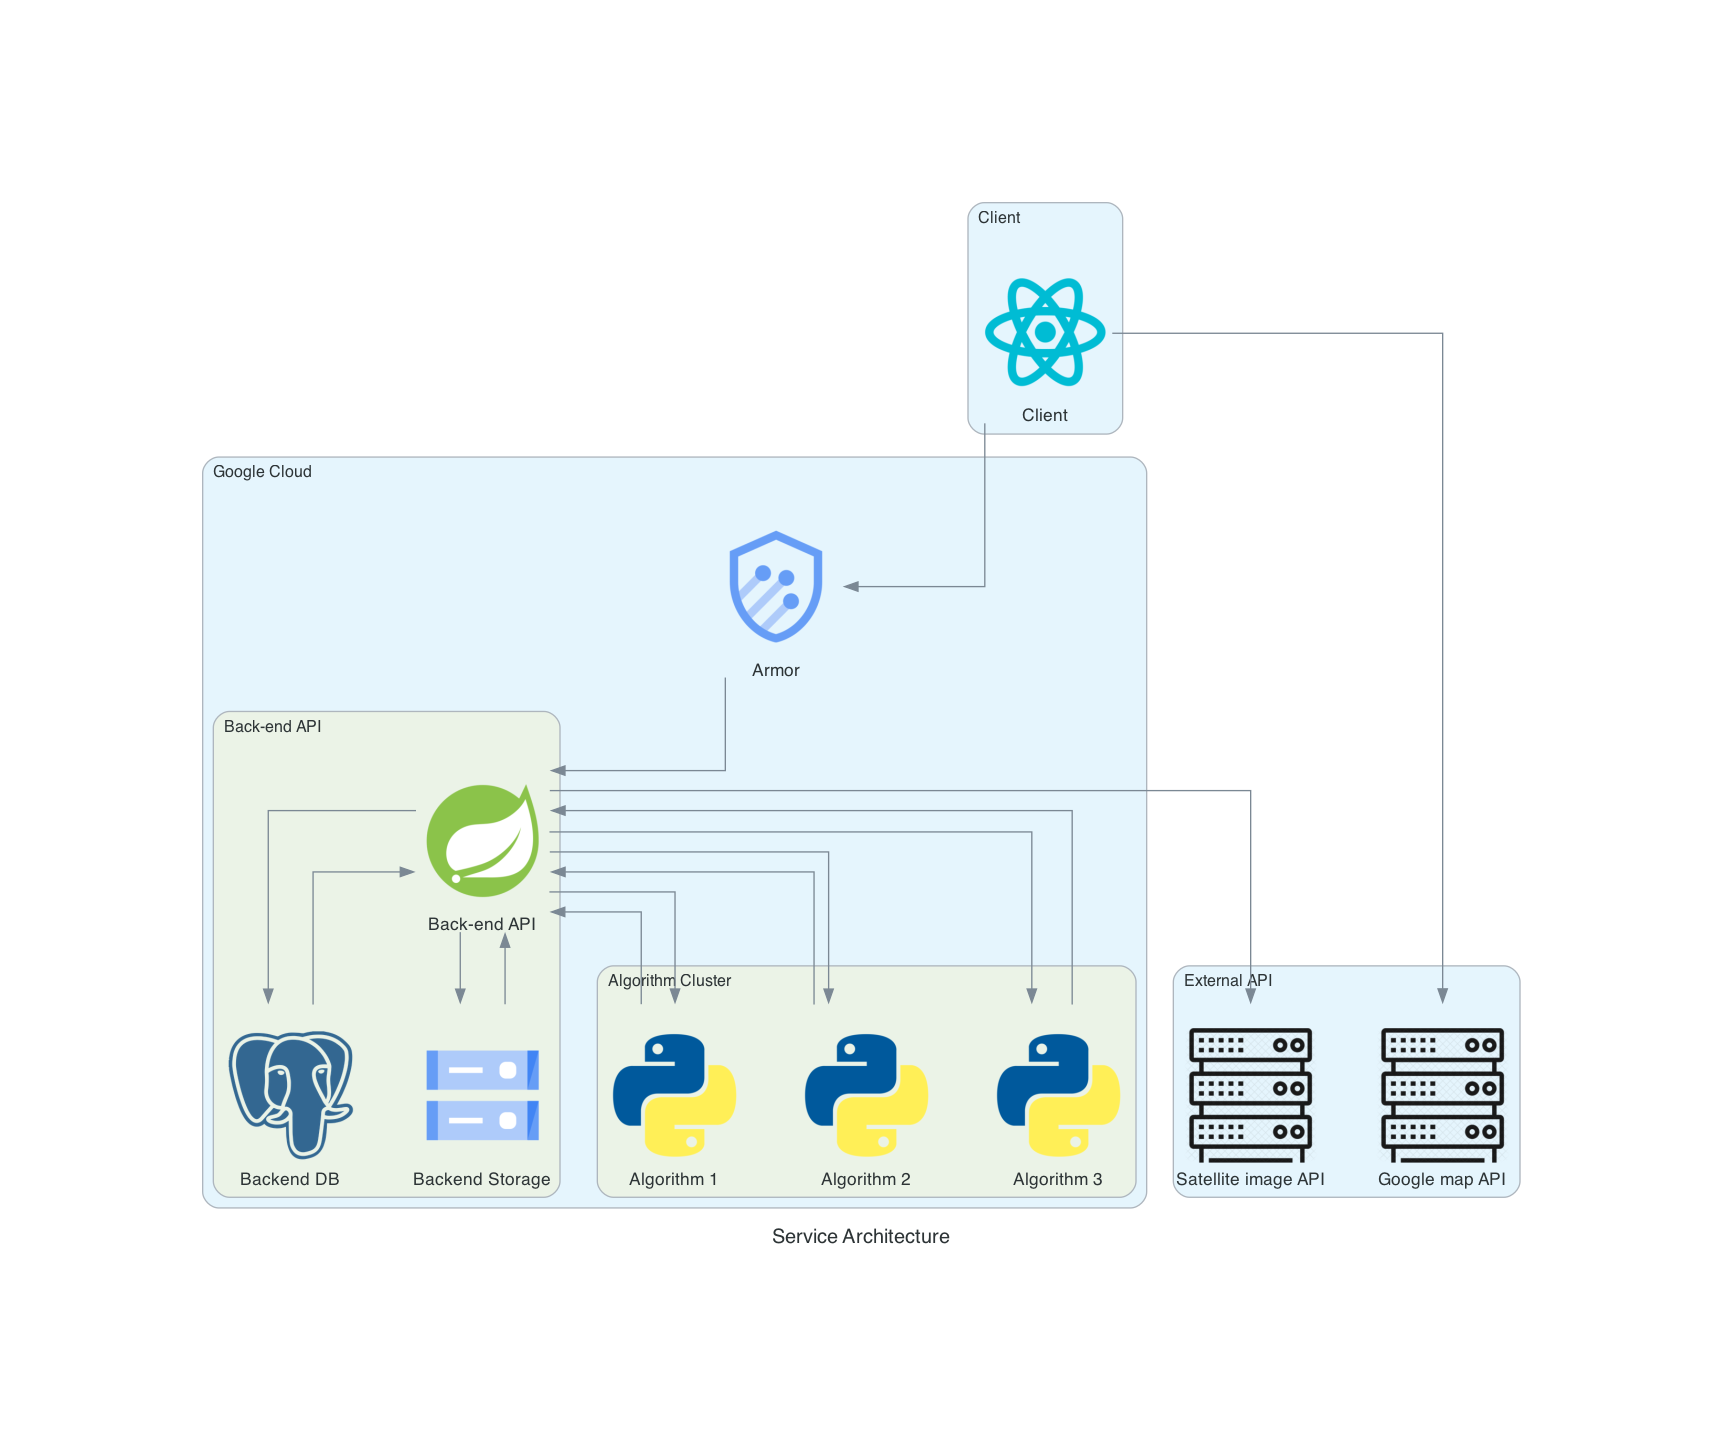 Client
Client
Google Cloud
Armor
Back-end API
Back-end API
Algorithm Cluster
External API
Backend DB
Backend Storage
Algorithm 1
Algorithm 2
Algorithm 3
Satellite image API
Google map API
Service Architecture